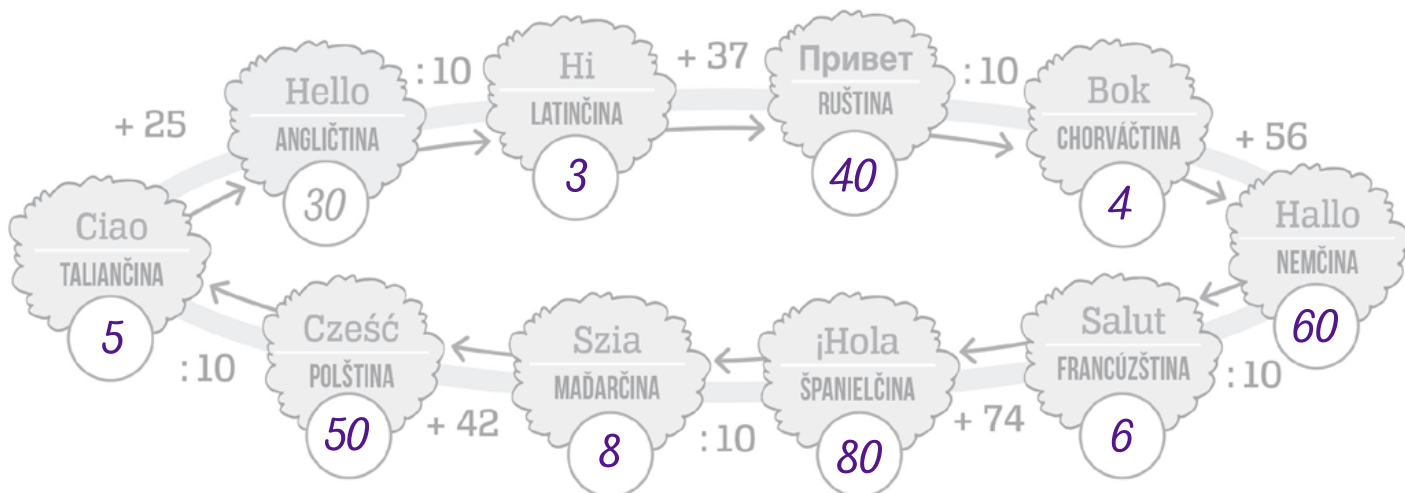 + 25
Hello
ANGLIČTINA
30
: 10
Hi
LATINČINA
3
+ 37
Привет
RUŠTINA
40
: 10
Bok
CHORVÁČTINA
4
+ 56
Hallo
NEMČINA
60
: 10
Salut
FRANCÚZŠTINA
6
+ 74
¡Hola
ŠPANIELČINA
80
: 10
Szia
MAĎARČINA
8
+ 42
Cześć
POLŠTINA
50
: 10
Ciao
TALIANČINA
5